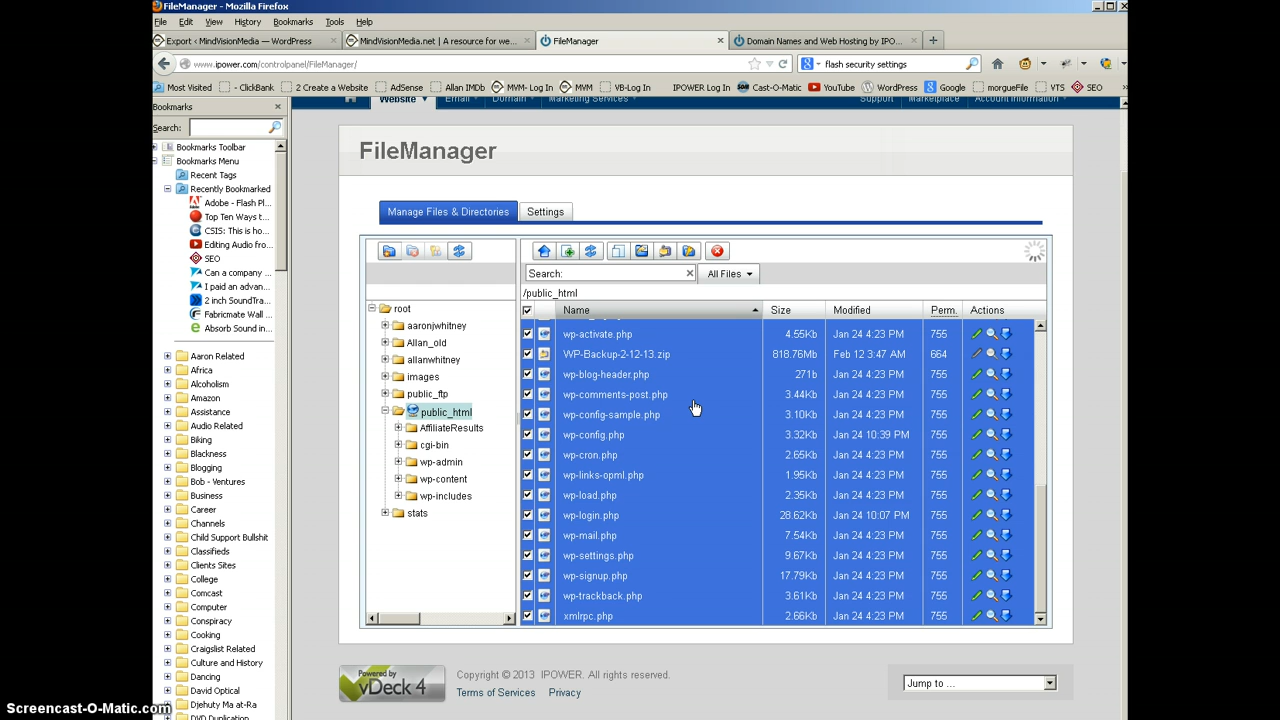 FileManager - Mozilla Firefox
File Edit View History Bookmarks Tools Help
Export ‹ MindVisionMedia — WordPress × MindVisionMedia.net | A resource for we... × FileManager × Domain Names and Web Hosting by IPO... × +
www.ipower.com/controlpanel/FileManager/ flash security settings
Most Visited - ClickBank 2 Create a Website AdSense Allan IMDb MVM- Log In MVM VB-Log In IPOWER Log In Cast-O-Matic YouTube WordPress Google morgueFile VTS SEO
Bookmarks ×
Website Email Domain Marketing Services Support Marketplace Account Information
Search:
Bookmarks Toolbar
Bookmarks Menu
Recent Tags
Recently Bookmarked
Adobe - Flash Pl...
Top Ten Ways t...
CSIS: This is ho...
Editing Audio fro...
SEO
Can a company ...
I paid an advan...
2 inch SoundTra...
Fabricmate Wall ...
Absorb Sound in...
Aaron Related
Africa
Alcoholism
Amazon
Assistance
Audio Related
Biking
Blackness
Blogging
Bob - Ventures
Business
Career
Channels
Child Support Bullshit
Classifieds
Clients Sites
College
Comcast
Computer
Conspiracy
Cooking
Craigslist Related
Culture and History
Dancing
David Optical
Djehuty Ma at-Ra
DVD Duplication
FileManager
Manage Files & Directories Settings
Search: × All Files
/public_html
root
aaronjwhitney
Allan_old
allanwhitney
images
public_ftp
public_html
AffiliateResults
cgi-bin
wp-admin
wp-content
wp-includes
stats
Name Size Modified Perm. Actions
wp-activate.php 4.55Kb Jan 24 4:23 PM 755
WP-Backup-2-12-13.zip 818.76Mb Feb 12 3:47 AM 664
wp-blog-header.php 271b Jan 24 4:23 PM 755
wp-comments-post.php 3.44Kb Jan 24 4:23 PM 755
wp-config-sample.php 3.10Kb Jan 24 4:23 PM 755
wp-config.php 3.32Kb Jan 24 10:39 PM 755
wp-cron.php 2.65Kb Jan 24 4:23 PM 755
wp-links-opml.php 1.95Kb Jan 24 4:23 PM 755
wp-load.php 2.35Kb Jan 24 4:23 PM 755
wp-login.php 28.62Kb Jan 24 10:07 PM 755
wp-mail.php 7.54Kb Jan 24 4:23 PM 755
wp-settings.php 9.67Kb Jan 24 4:23 PM 755
wp-signup.php 17.79Kb Jan 24 4:23 PM 755
wp-trackback.php 3.61Kb Jan 24 4:23 PM 755
xmlrpc.php 2.66Kb Jan 24 4:23 PM 755
Powered by
vDeck 4
Copyright © 2013 IPOWER. All rights reserved.
Terms of Services Privacy
Jump to ...
Screencast-O-Matic.com